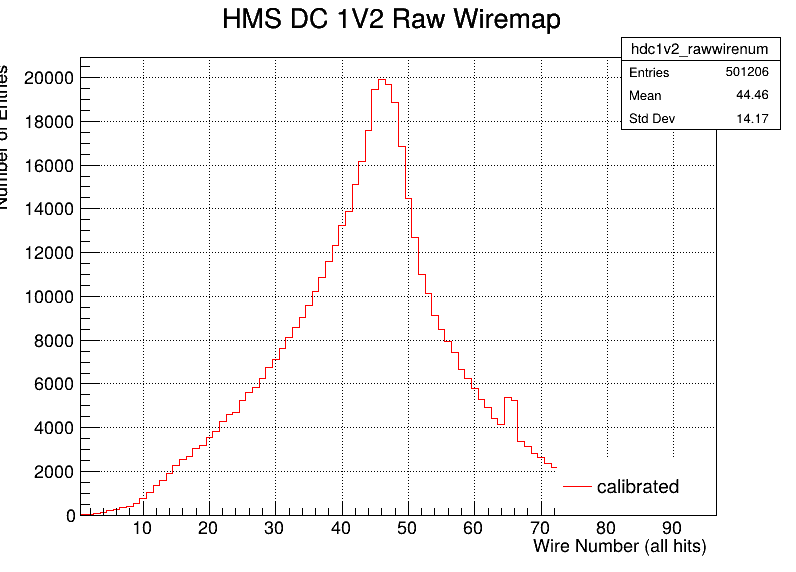 HMS DC 1V2 Raw Wiremap
hdc1v2_rawwirenum
Entries 501206
Mean 44.46
Std Dev 14.17
Number of Entries
20000
18000
16000
14000
12000
10000
8000
6000
4000
2000
0
calibrated
10 20 30 40 50 60 70 80 90
Wire Number (all hits)